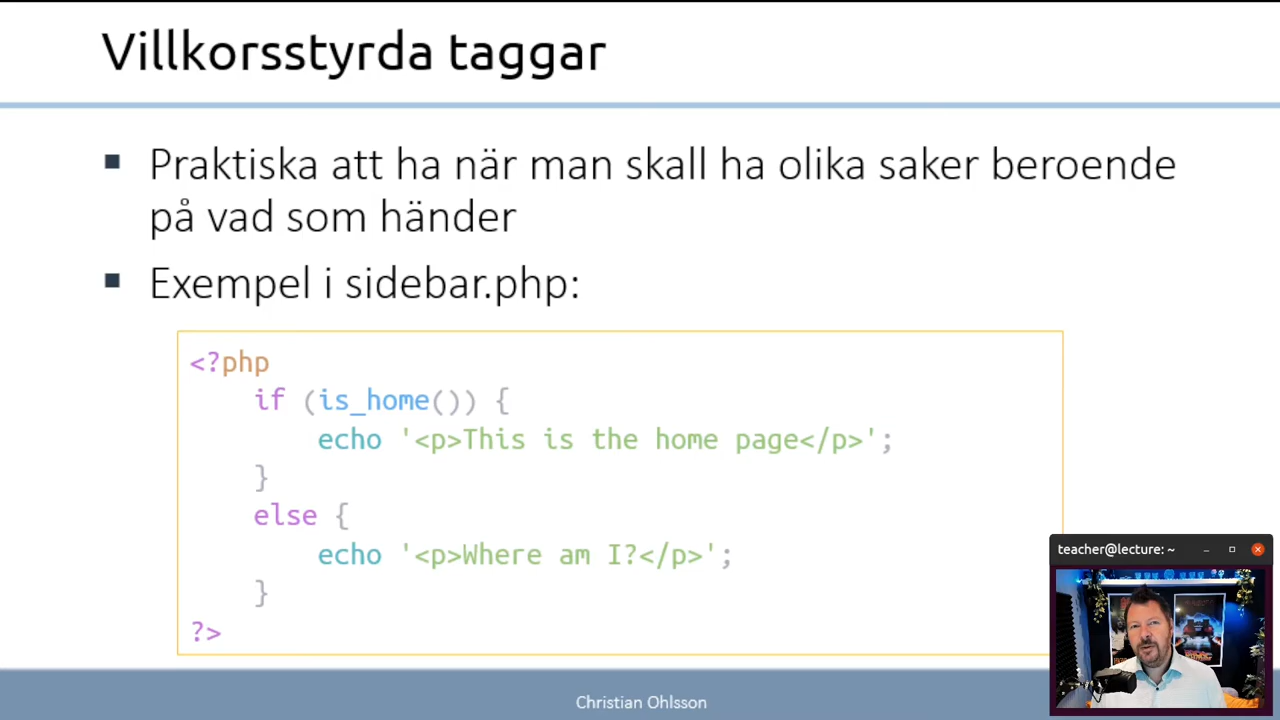 Villkorsstyrda taggar
▪ Praktiska att ha när man skall ha olika saker beroende
på vad som händer
▪ Exempel i sidebar.php:
<?php
if (is_home()) {
echo '<p>This is the home page</p>';
}
else {
echo '<p>Where am I?</p>';
}
?>
teacher@lecture: ~
Christian Ohlsson